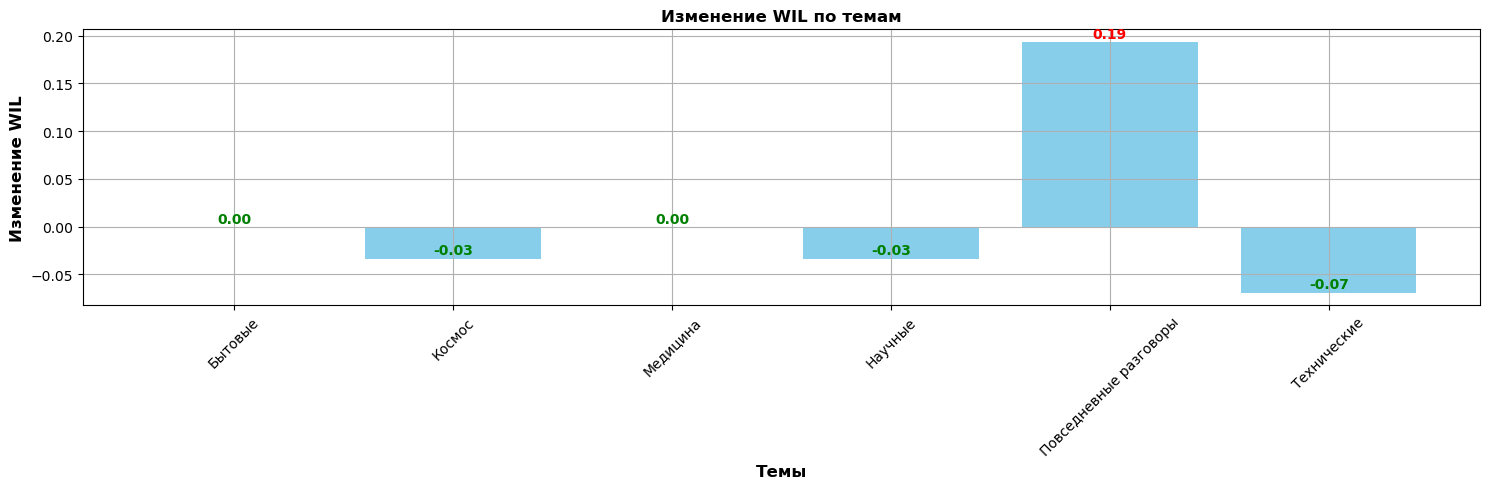 Изменение WIL по темам
Изменение WIL
0.20
0.15
0.10
0.05
0.00
−0.05
0.00
-0.03
0.00
-0.03
0.19
-0.07
Бытовые
Космос
Медицина
Научные
Повседневные разговоры
Технические
Темы